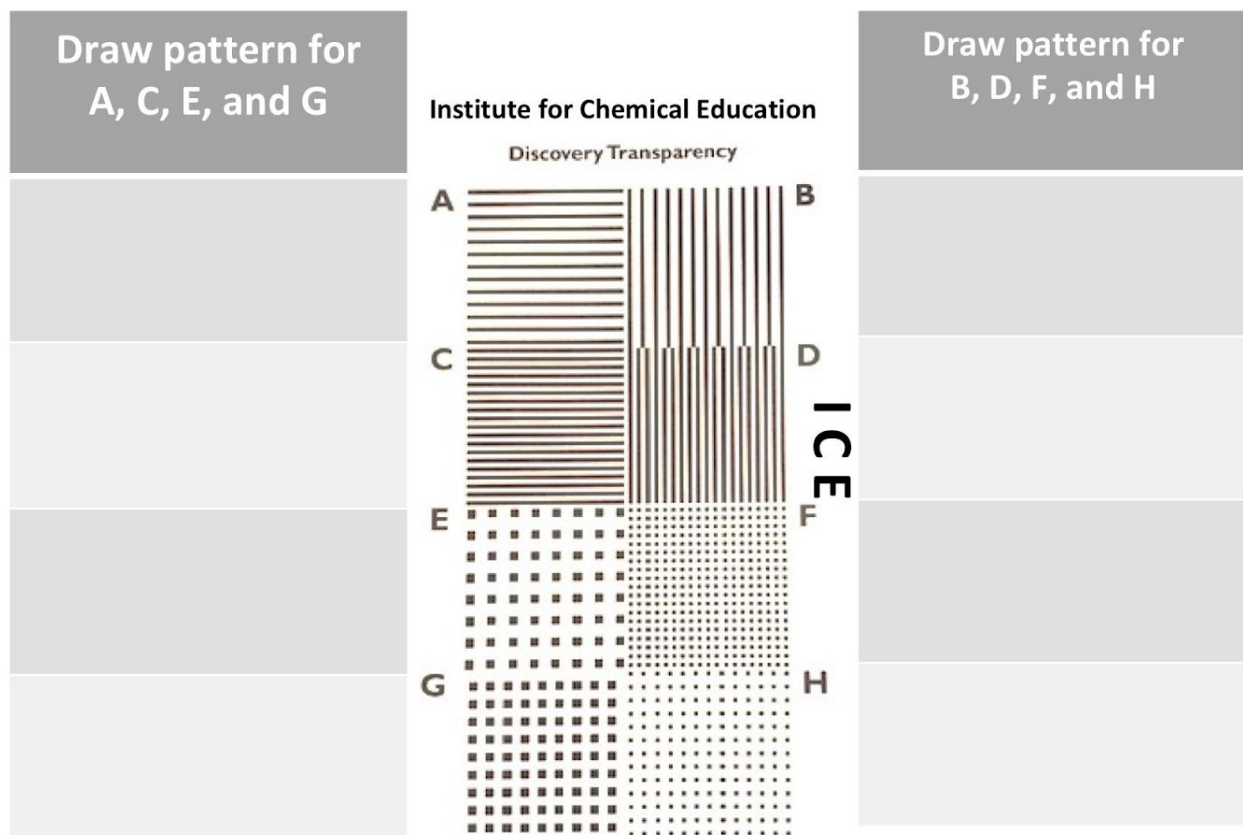 Draw pattern for
A, C, E, and G
Institute for Chemical Education
Discovery Transparency
Draw pattern for
B, D, F, and H
A
B
C
D
ICE
E
F
G
H